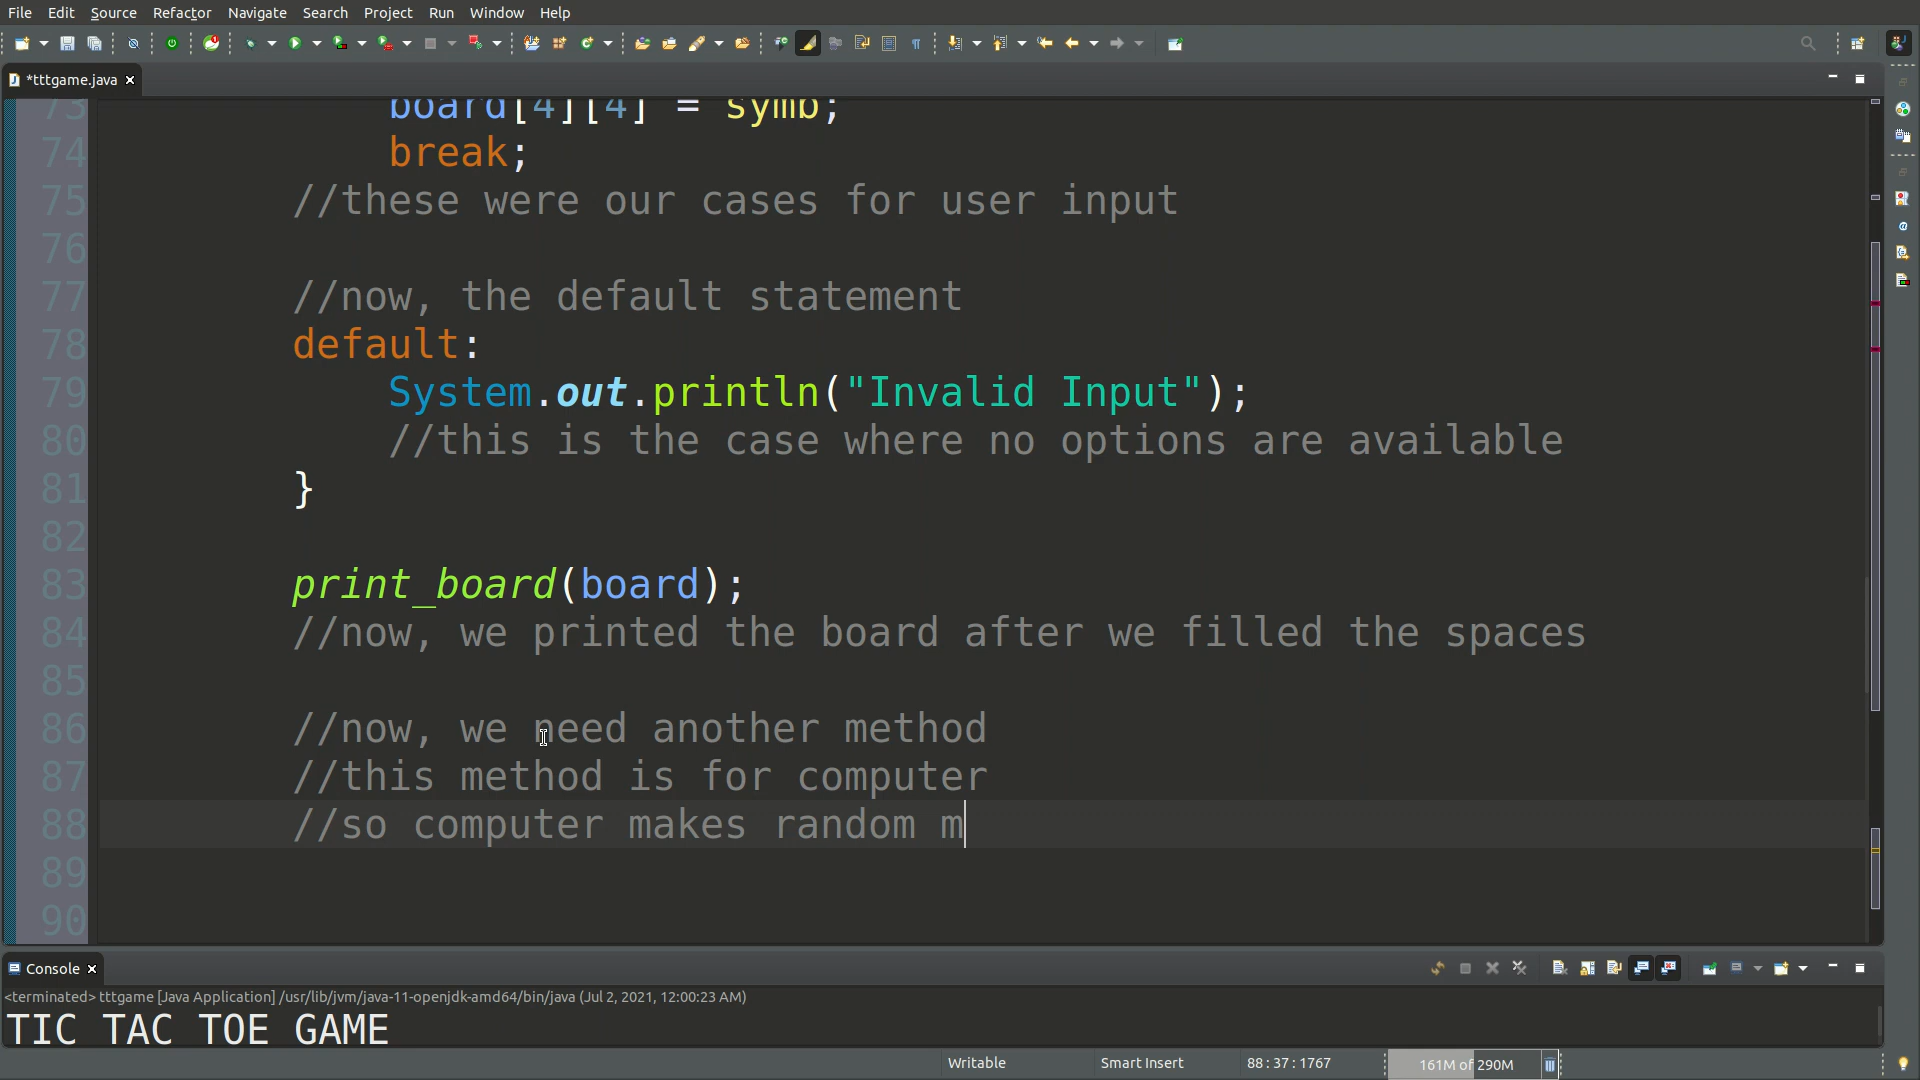 File Edit Source Refactor Navigate Search Project Run Window Help
*tttgame.java
73 board[4][4] = symb;
74 break;
75 //these were our cases for user input
76
77 //now, the default statement
78 default:
79 System.out.println("Invalid Input");
80 //this is the case where no options are available
81 }
82
83 print_board(board);
84 //now, we printed the board after we filled the spaces
85
86 //now, we need another method
87 //this method is for computer
88 //so computer makes random m
89
90
Console
<terminated> tttgame [Java Application] /usr/lib/jvm/java-11-openjdk-amd64/bin/java (Jul 2, 2021, 12:00:23 AM)
TIC TAC TOE GAME
Writable Smart Insert 88:37:1767 161M of 290M